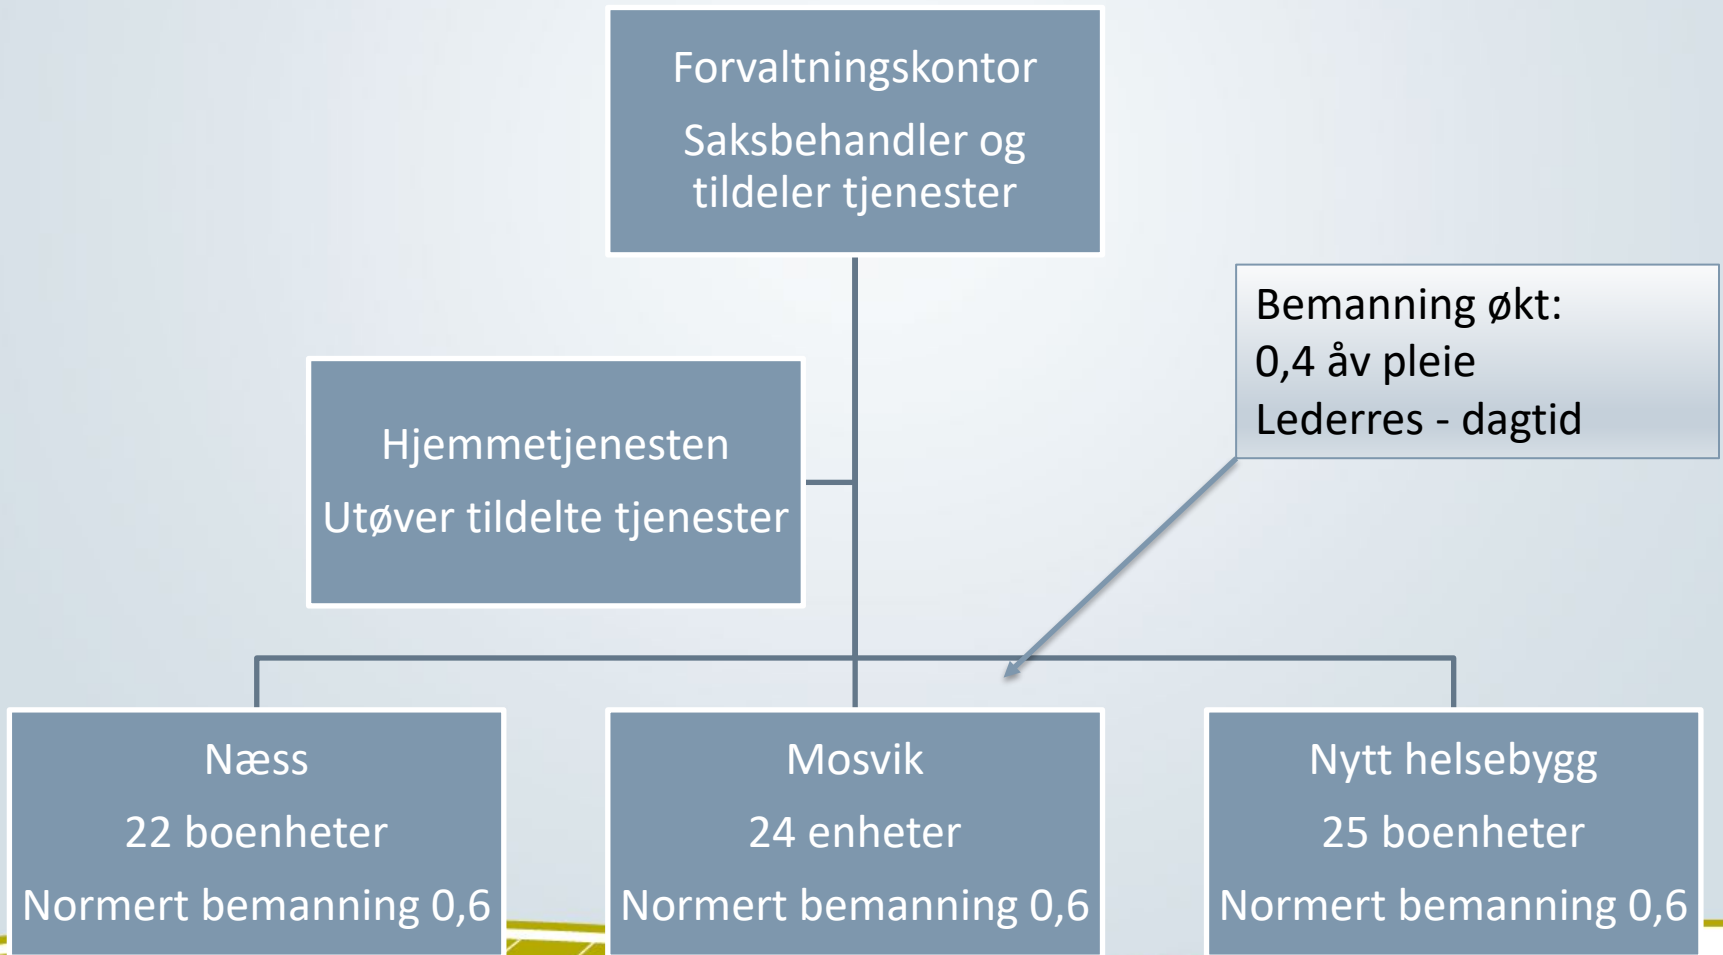 Forvaltningskontor
Saksbehandler og
tildeler tjenester
Bemanning økt:
0,4 åv pleie
Lederres - dagtid
Hjemmetjenesten
Utøver tildelte tjenester
Næss
22 boenheter
Normert bemanning 0,6
Mosvik
24 enheter
Normert bemanning 0,6
Nytt helsebygg
25 boenheter
Normert bemanning 0,6